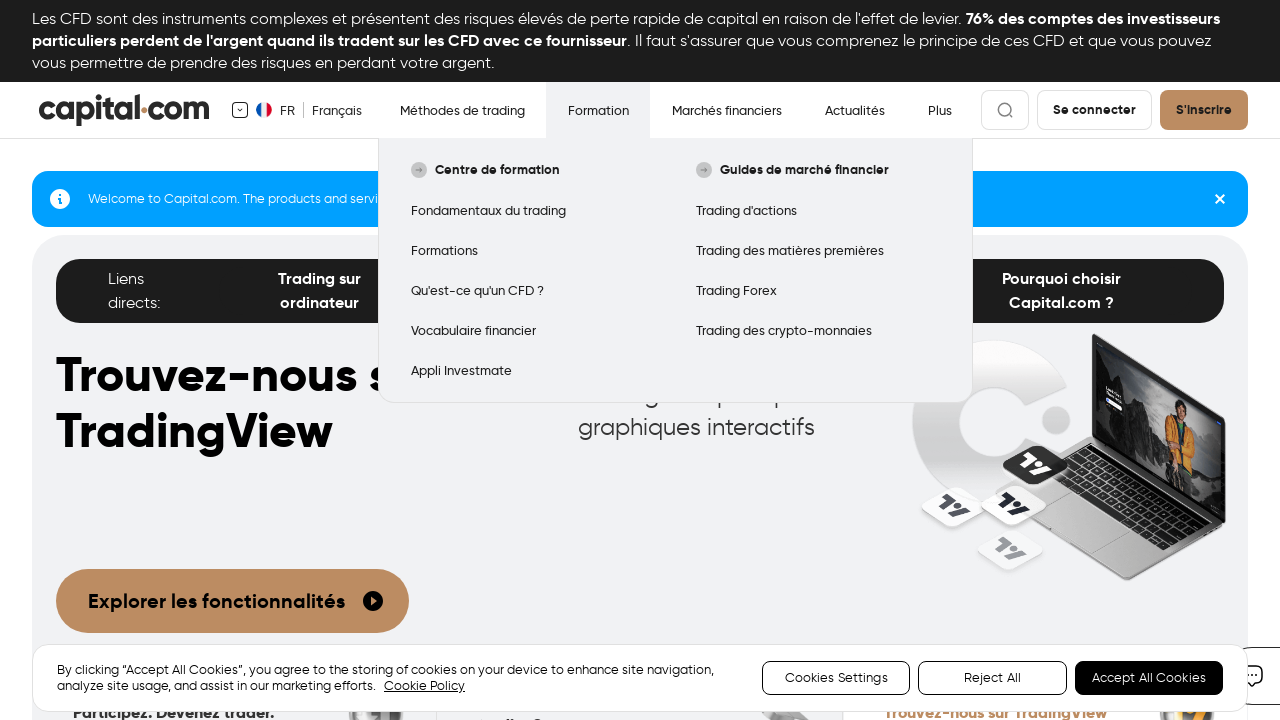 Les CFD sont des instruments complexes et présentent des risques élevés de perte rapide de capital en raison de l'effet de levier. 76% des comptes des investisseurs
particuliers perdent de l'argent quand ils tradent sur les CFD avec ce fournisseur. Il faut s'assurer que vous comprenez le principe de ces CFD et que vous pouvez
vous permettre de prendre des risques en perdant votre argent.
capital.com FR Français Méthodes de trading Formation Marchés financiers Actualités Plus Se connecter S'inscrire
Centre de formation
Fondamentaux du trading
Formations
Qu'est-ce qu'un CFD ?
Vocabulaire financier
Appli Investmate
Guides de marché financier
Trading d'actions
Trading des matières premières
Trading Forex
Trading des crypto-monnaies
Welcome to Capital.com. The products and servi
Liens
directs:
Trading sur
ordinateur
Pourquoi choisir
Capital.com ?
Trouvez-nous s
TradingView
graphiques interactifs
Explorer les fonctionnalités
By clicking “Accept All Cookies”, you agree to the storing of cookies on your device to enhance site navigation,
analyze site usage, and assist in our marketing efforts. Cookie Policy
Cookies Settings
Reject All
Accept All Cookies
Participez. Devenez trader.
Trouvez-nous sur TradingView